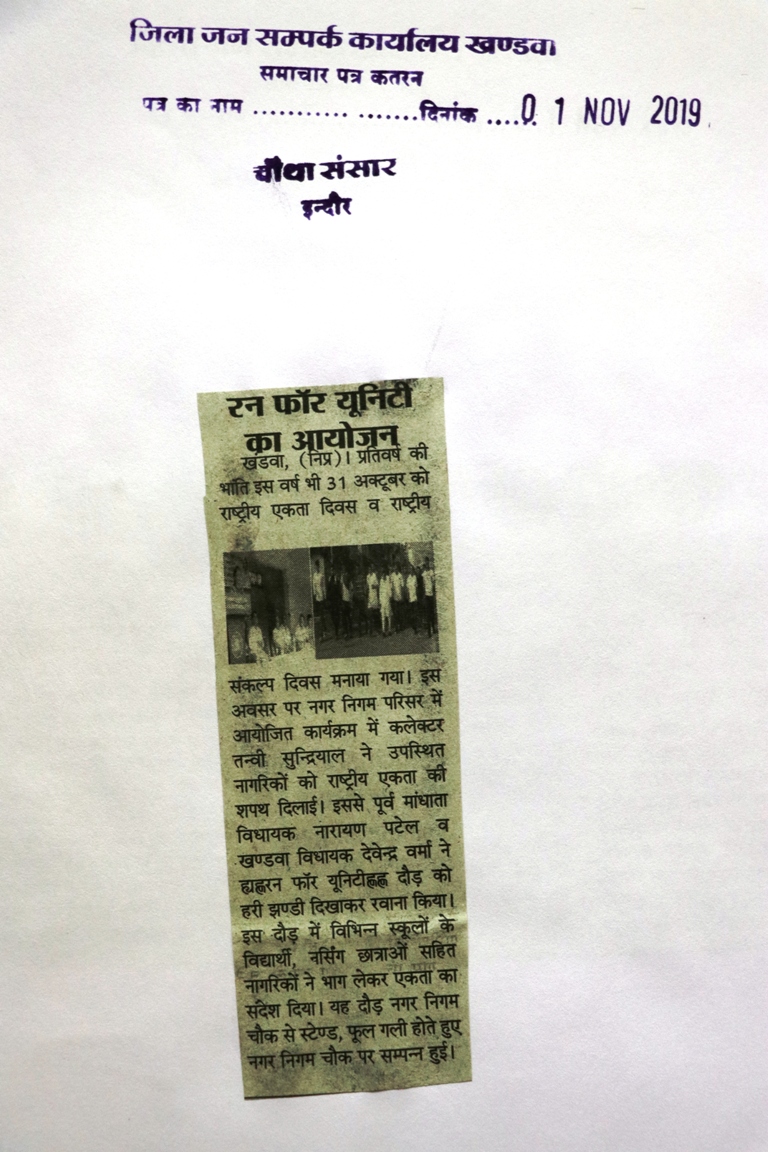 जिला जन सम्पर्क कार्यालय खण्डवा
समाचार पत्र कतरन
पत्र का नाम ........... .......दिनांक ....0 1 NOV 2019
चौथा संसार
इन्दौर
रन फॉर यूनिटी
का आयोजन
खंडवा, (निप्र)। प्रतिवर्ष की
भांति इस वर्ष भी 31 अक्टूबर को
राष्ट्रीय एकता दिवस व राष्ट्रीय
संकल्प दिवस मनाया गया। इस
अवसर पर नगर निगम परिसर में
आयोजित कार्यक्रम में कलेक्टर
तन्वी सुन्द्रियाल ने उपस्थित
नागरिकों को राष्ट्रीय एकता की
शपथ दिलाई। इससे पूर्व मांधाता
विधायक नारायण पटेल व
खण्डवा विधायक देवेन्द्र वर्मा ने
ह्यह्णरन फॉर यूनिटीह्णह्ण दौड़ को
हरी झण्डी दिखाकर रवाना किया।
इस दौड़ में विभिन्न स्कूलों के
विद्यार्थी, नर्सिंग छात्राओं सहित
नागरिकों ने भाग लेकर एकता का
संदेश दिया। यह दौड़ नगर निगम
चौक से स्टेण्ड, फूल गली होते हुए
नगर निगम चौक पर सम्पन्न हुई।